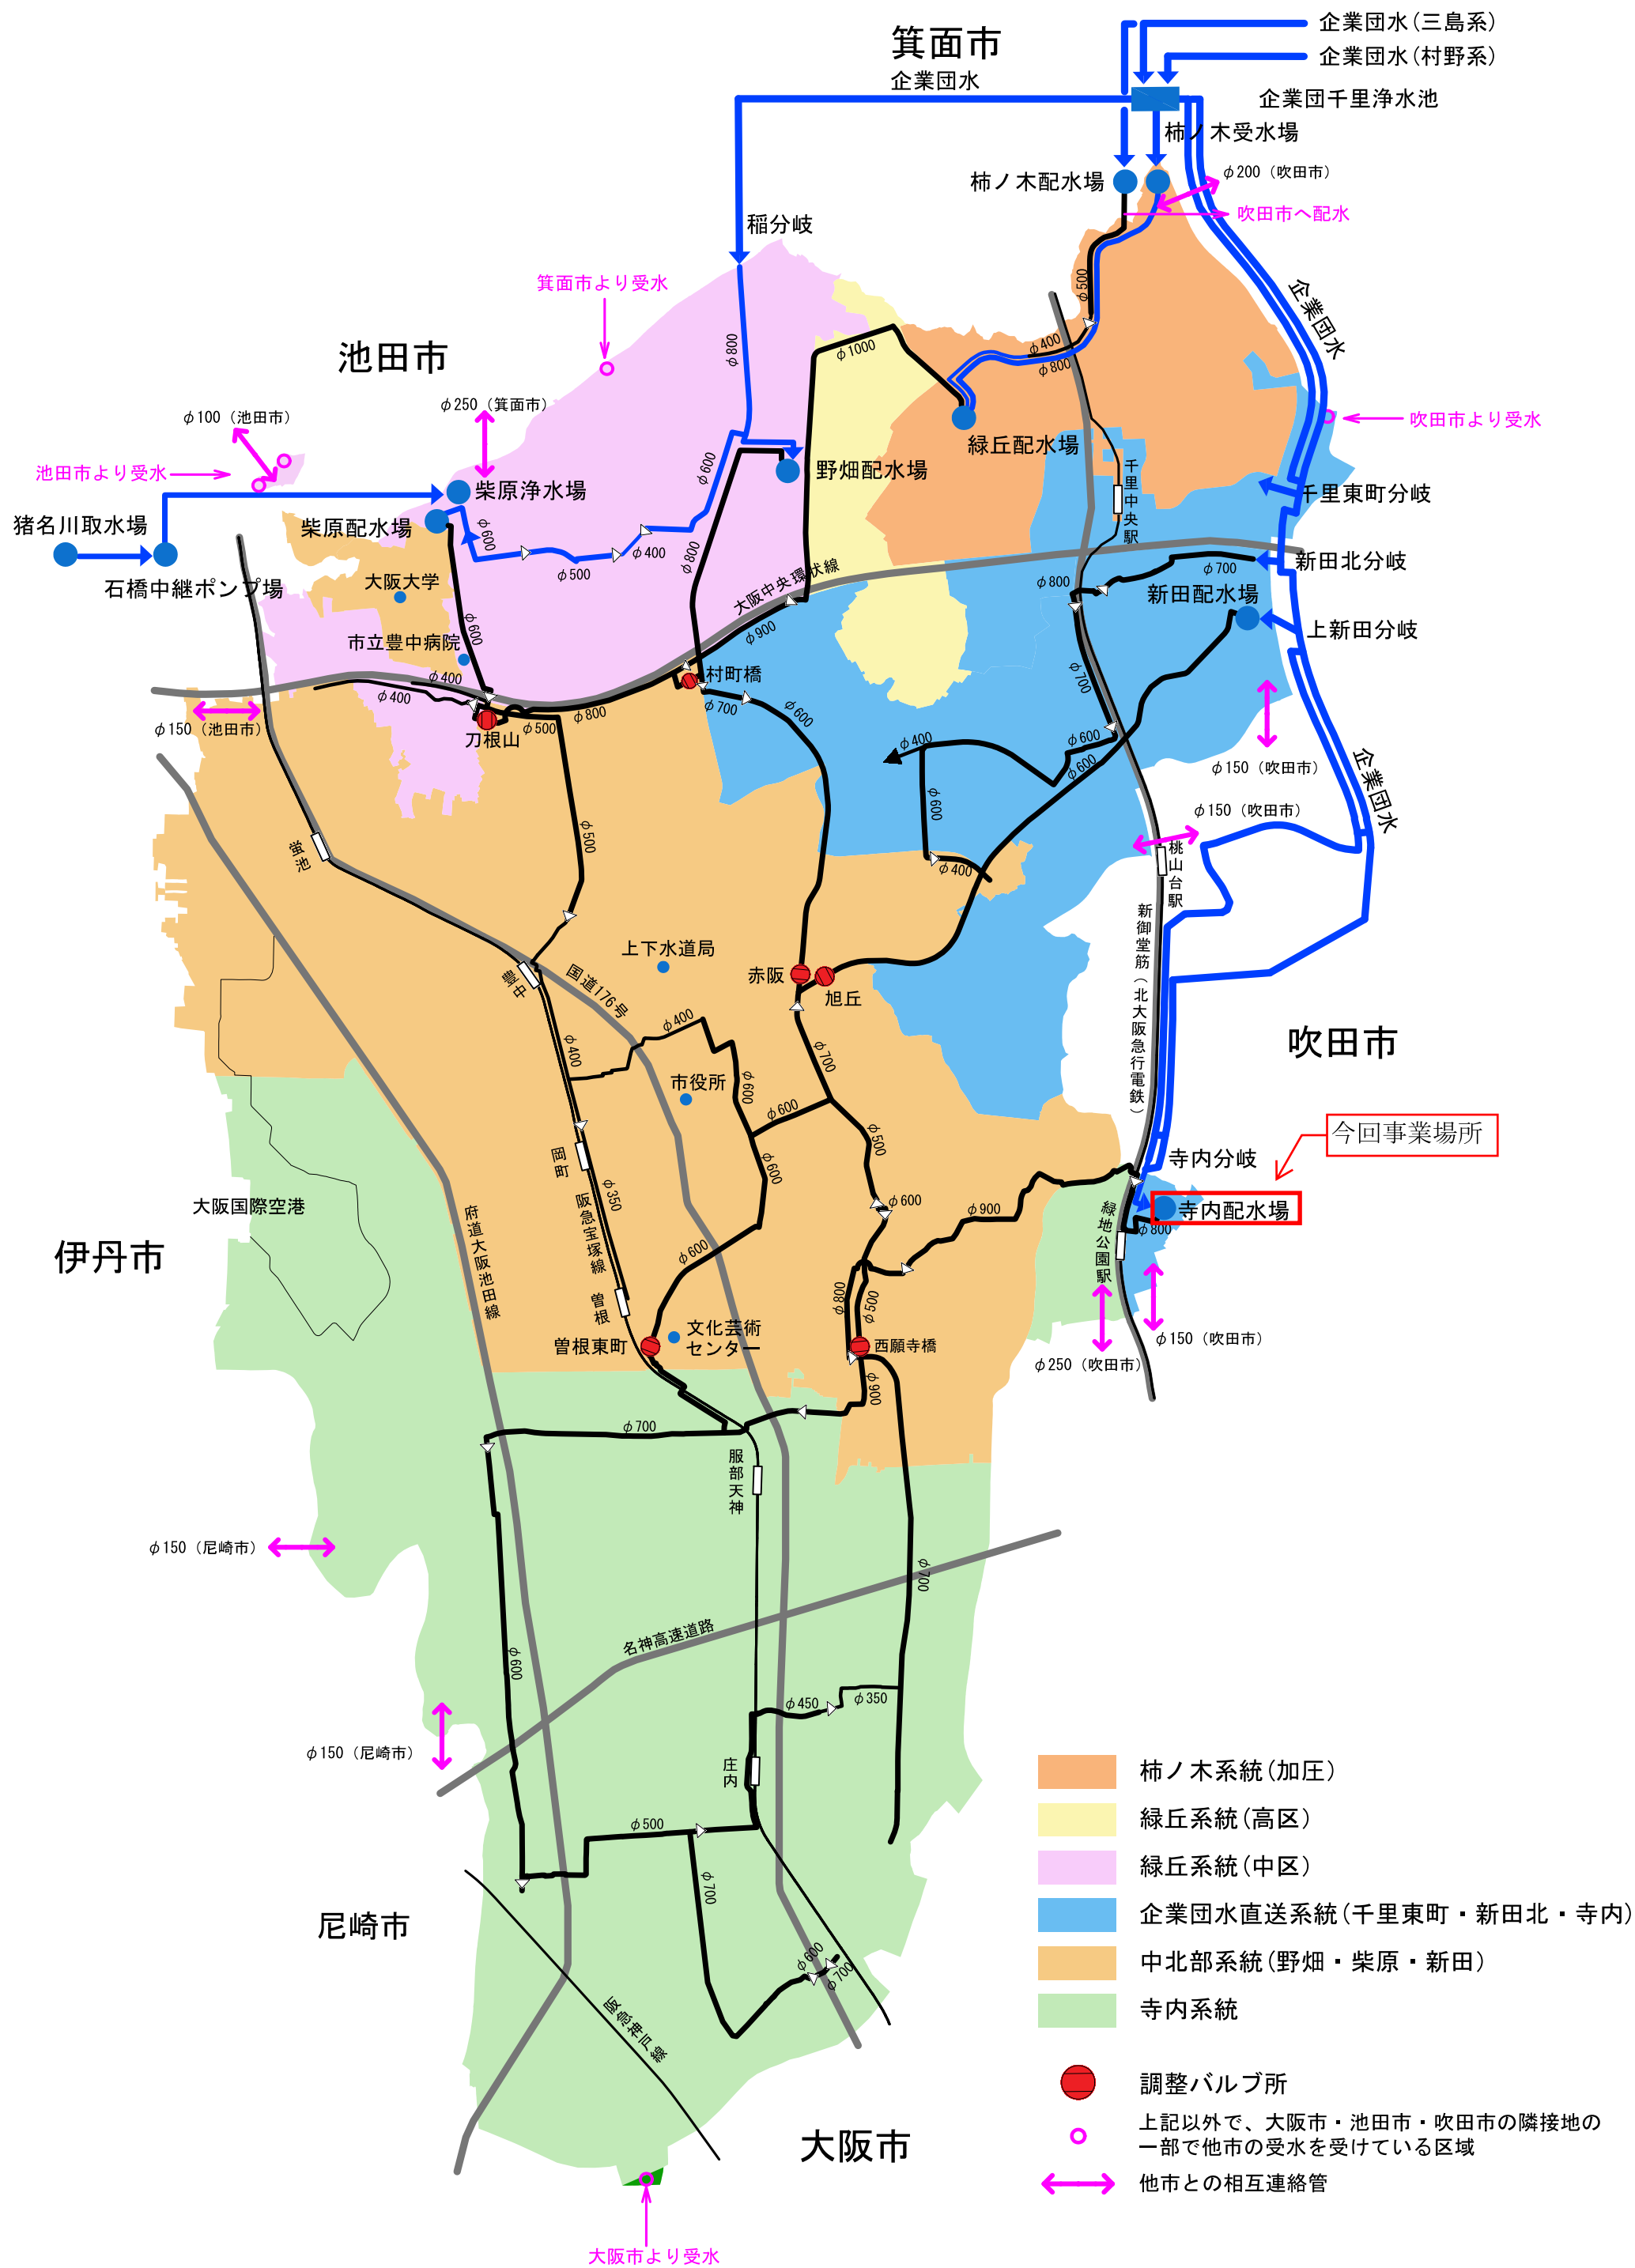 企業団水(三島系)
企業団水(村野系)
箕面市
企業団水
企業団千里浄水池
柿ノ木受水場
柿ノ木配水場
φ200 (吹田市)
吹田市へ配水
稲分岐
箕面市より受水
φ500
企業団水
池田市
φ800
φ1000
φ400
φ800
φ250 (箕面市)
φ100 (池田市)
吹田市より受水
緑丘配水場
池田市より受水
φ600
野畑配水場
千里中央駅
柴原浄水場
千里東町分岐
猪名川取水場
柴原配水場
φ600
φ400
φ800
石橋中継ポンプ場
φ500
大阪大学
大阪中央環状線
φ800
φ700
新田北分岐
新田配水場
上新田分岐
市立豊中病院
φ600
φ900
φ400
φ400
村町橋
φ700
φ700
φ600
φ150 (池田市)
刀根山
φ500
φ800
φ400
φ600
φ600
φ150 (吹田市)
企業団水
φ600
φ150 (吹田市)
蛍池
φ500
φ400
桃山台駅
豊中
国道176号
上下水道局
赤阪
旭丘
新御堂筋(北大阪急行電鉄)
φ400
φ400
φ700
吹田市
市役所
φ600
φ600
φ500
今回事業場所
岡町
φ600
寺内分岐
φ350
阪急宝塚線
φ600
φ900
寺内配水場
φ800
緑地公園駅
大阪国際空港
府道大阪池田線
伊丹市
φ600
曽根
φ800
φ500
文化芸術
センター
曽根東町
西願寺橋
φ150 (吹田市)
φ250 (吹田市)
φ900
φ700
服部天神
φ150 (尼崎市)
φ700
名神高速道路
φ600
φ450
φ350
φ150 (尼崎市)
庄内
φ500
φ700
φ600
φ700
尼崎市
阪急神戸線
大阪市
大阪市より受水
柿ノ木系統(加圧)
緑丘系統(高区)
緑丘系統(中区)
企業団水直送系統(千里東町・新田北・寺内)
中北部系統(野畑・柴原・新田)
寺内系統
調整バルブ所
上記以外で、大阪市・池田市・吹田市の隣接地の
一部で他市の受水を受けている区域
他市との相互連絡管